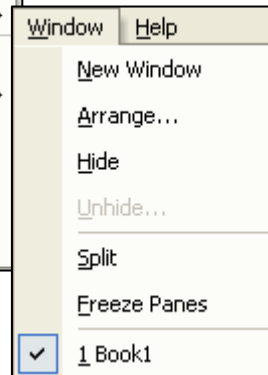 Window Help
New Window
Arrange...
Hide
Unhide...
Split
Freeze Panes
1 Book1